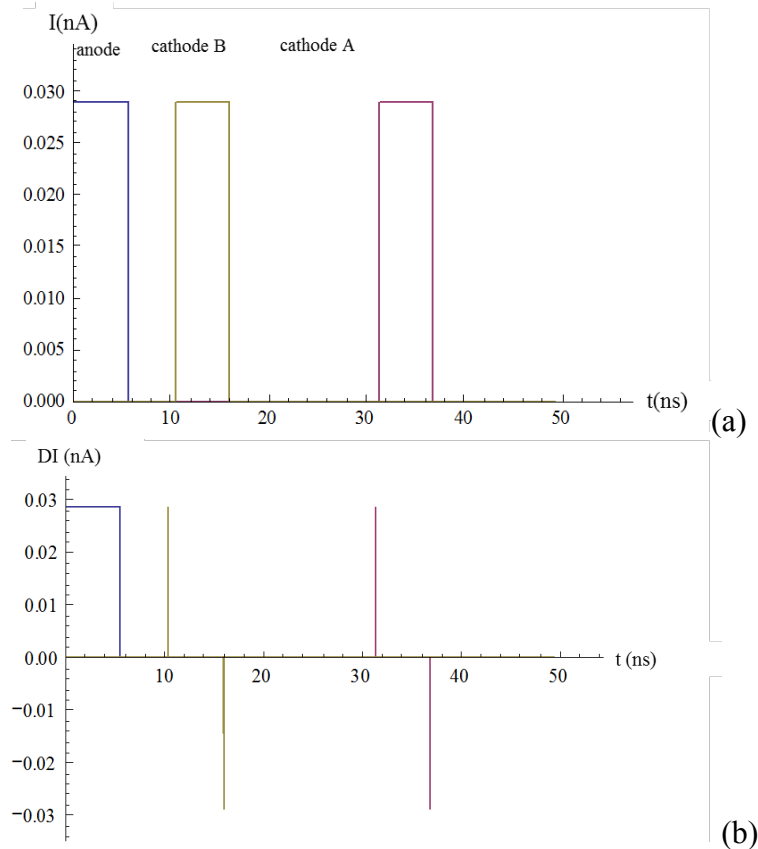 I(nA)
anode cathode B cathode A
0.030
0.025
0.020
0.015
0.010
0.005
0.000
0 10 20 30 40 50 t(ns)
(a)
DI (nA)
0.03
0.02
0.01
0.00
10 20 30 40 50 t (ns)
−0.01
−0.02
−0.03
(b)